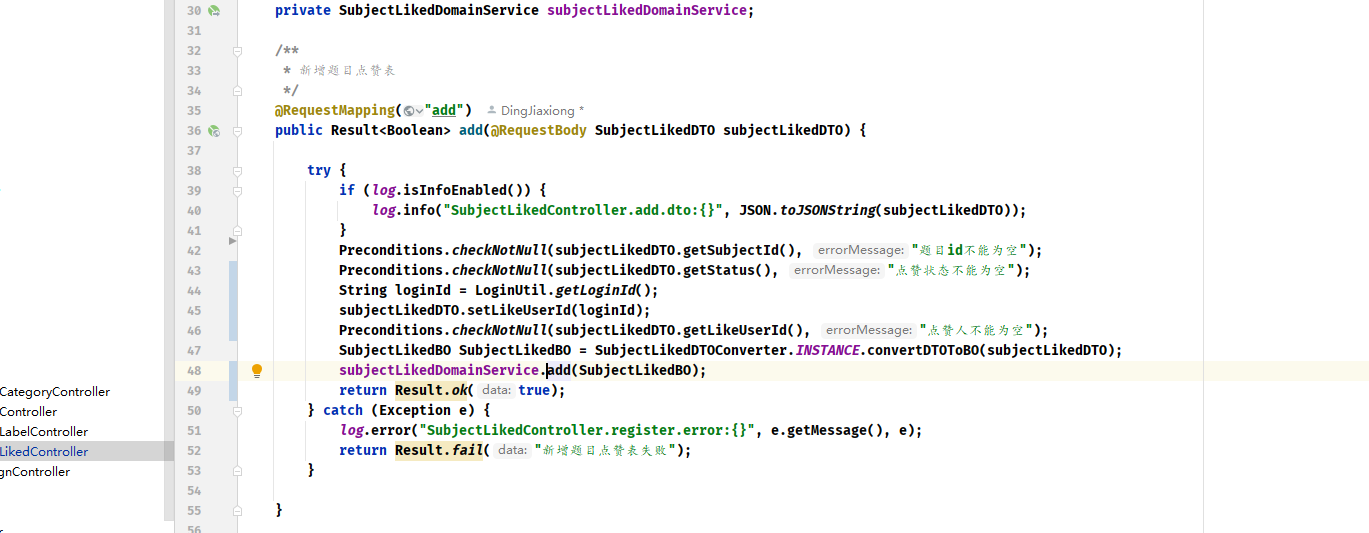 30 private SubjectLikedDomainService subjectLikedDomainService;
31
32 /**
33 * 新增题目点赞表
34 */
35 @RequestMapping("add") DingJiaxiong *
36 public Result<Boolean> add(@RequestBody SubjectLikedDTO subjectLikedDTO) {
37
38 try {
39 if (log.isInfoEnabled()) {
40 log.info("SubjectLikedController.add.dto:{}", JSON.toJSONString(subjectLikedDTO));
41 }
42 Preconditions.checkNotNull(subjectLikedDTO.getSubjectId(), errorMessage: "题目id不能为空");
43 Preconditions.checkNotNull(subjectLikedDTO.getStatus(), errorMessage: "点赞状态不能为空");
44 String loginId = LoginUtil.getLoginId();
45 subjectLikedDTO.setLikeUserId(loginId);
46 Preconditions.checkNotNull(subjectLikedDTO.getLikeUserId(), errorMessage: "点赞人不能为空");
47 SubjectLikedBO SubjectLikedBO = SubjectLikedDTOConverter.INSTANCE.convertDTOToBO(subjectLikedDTO);
48 subjectLikedDomainService.add(SubjectLikedBO);
49 return Result.ok( data: true);
50 } catch (Exception e) {
51 log.error("SubjectLikedController.register.error:{}", e.getMessage(), e);
52 return Result.fail( data: "新增题目点赞表失败");
53 }
54
55 }
56
CategoryController
Controller
LabelController
LikedController
gnController